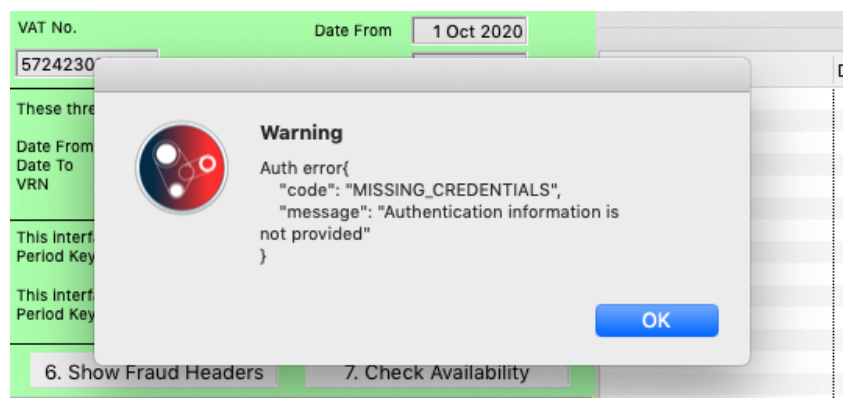 VAT No.
Date From 1 Oct 2020
5724230
These thre
Warning
Date From
Date To
VRN
Auth error{
"code": "MISSING_CREDENTIALS",
"message": "Authentication information is
not provided"
}
This interf
Period Key
This interf
Period Key
OK
6. Show Fraud Headers
7. Check Availability